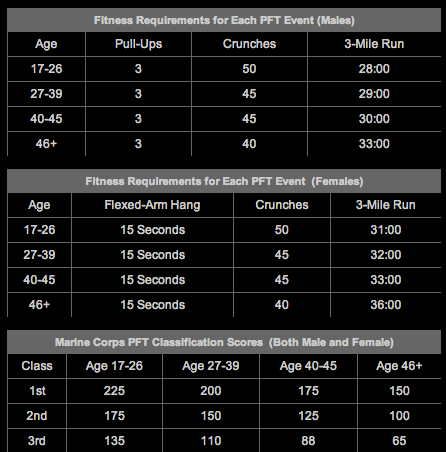 Fitness Requirements for Each PFT Event (Males)
Age Pull-Ups Crunches 3-Mile Run
17-26 3 50 28:00
27-39 3 45 29:00
40-45 3 45 30:00
46+ 3 40 33:00
Fitness Requirements for Each PFT Event (Females)
Age Flexed-Arm Hang Crunches 3-Mile Run
17-26 15 Seconds 50 31:00
27-39 15 Seconds 45 32:00
40-45 15 Seconds 45 33:00
46+ 15 Seconds 40 36:00
Marine Corps PFT Classification Scores (Both Male and Female)
Class Age 17-26 Age 27-39 Age 40-45 Age 46+
1st 225 200 175 150
2nd 175 150 125 100
3rd 135 110 88 65